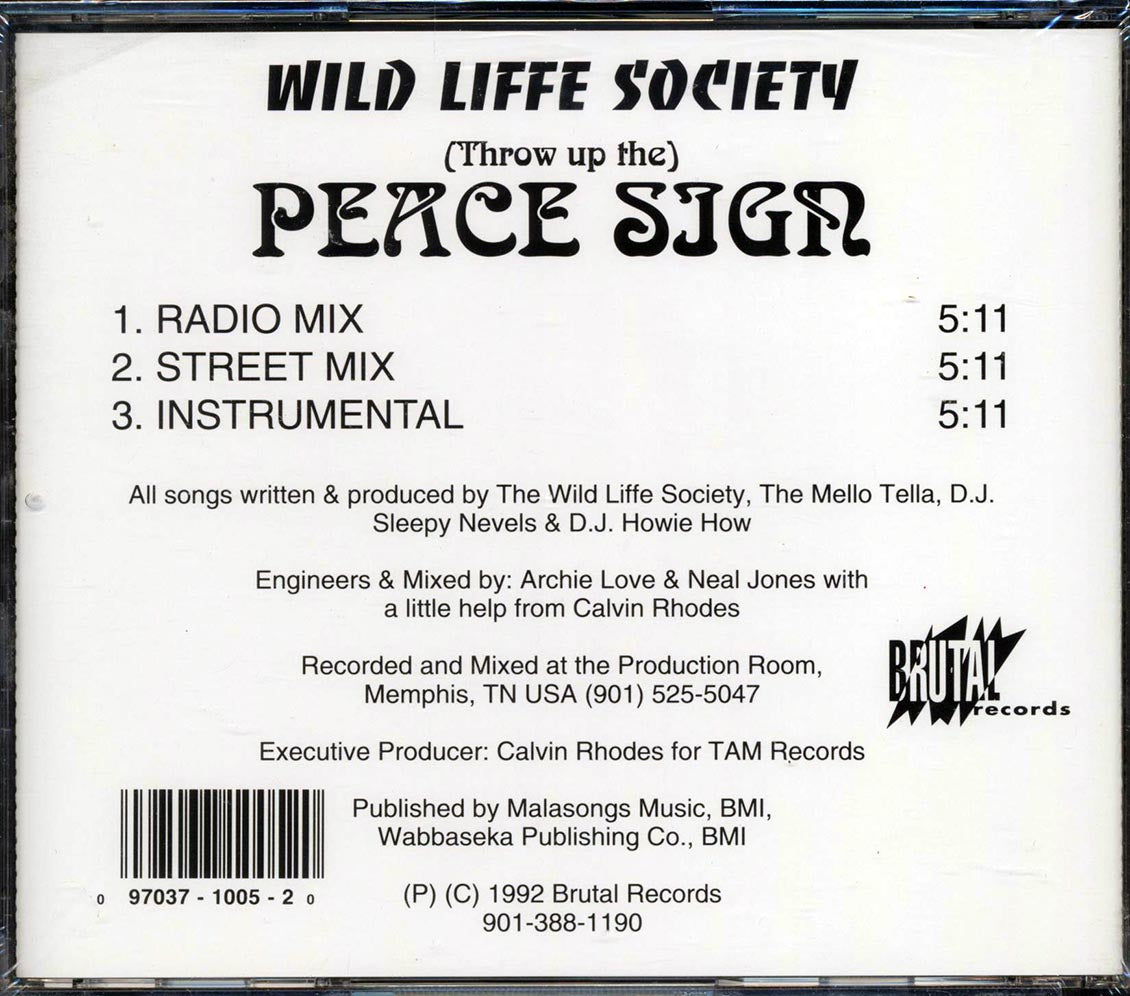 WILD LIFFE SOCIETY
(Throw up the)
PEACE SIGN
1. RADIO MIX 5:11
2. STREET MIX 5:11
3. INSTRUMENTAL 5:11
All songs written & produced by The Wild Liffe Society, The Mello Tella, D.J.
Sleepy Nevels & D.J. Howie How
Engineers & Mixed by: Archie Love & Neal Jones with
a little help from Calvin Rhodes
Recorded and Mixed at the Production Room,
Memphis, TN USA (901) 525-5047
BRUTAL
records
Executive Producer: Calvin Rhodes for TAM Records
Published by Malasongs Music, BMI,
Wabbaseka Publishing Co., BMI
0 97037 - 1005 - 2 0
(P) (C) 1992 Brutal Records
901-388-1190